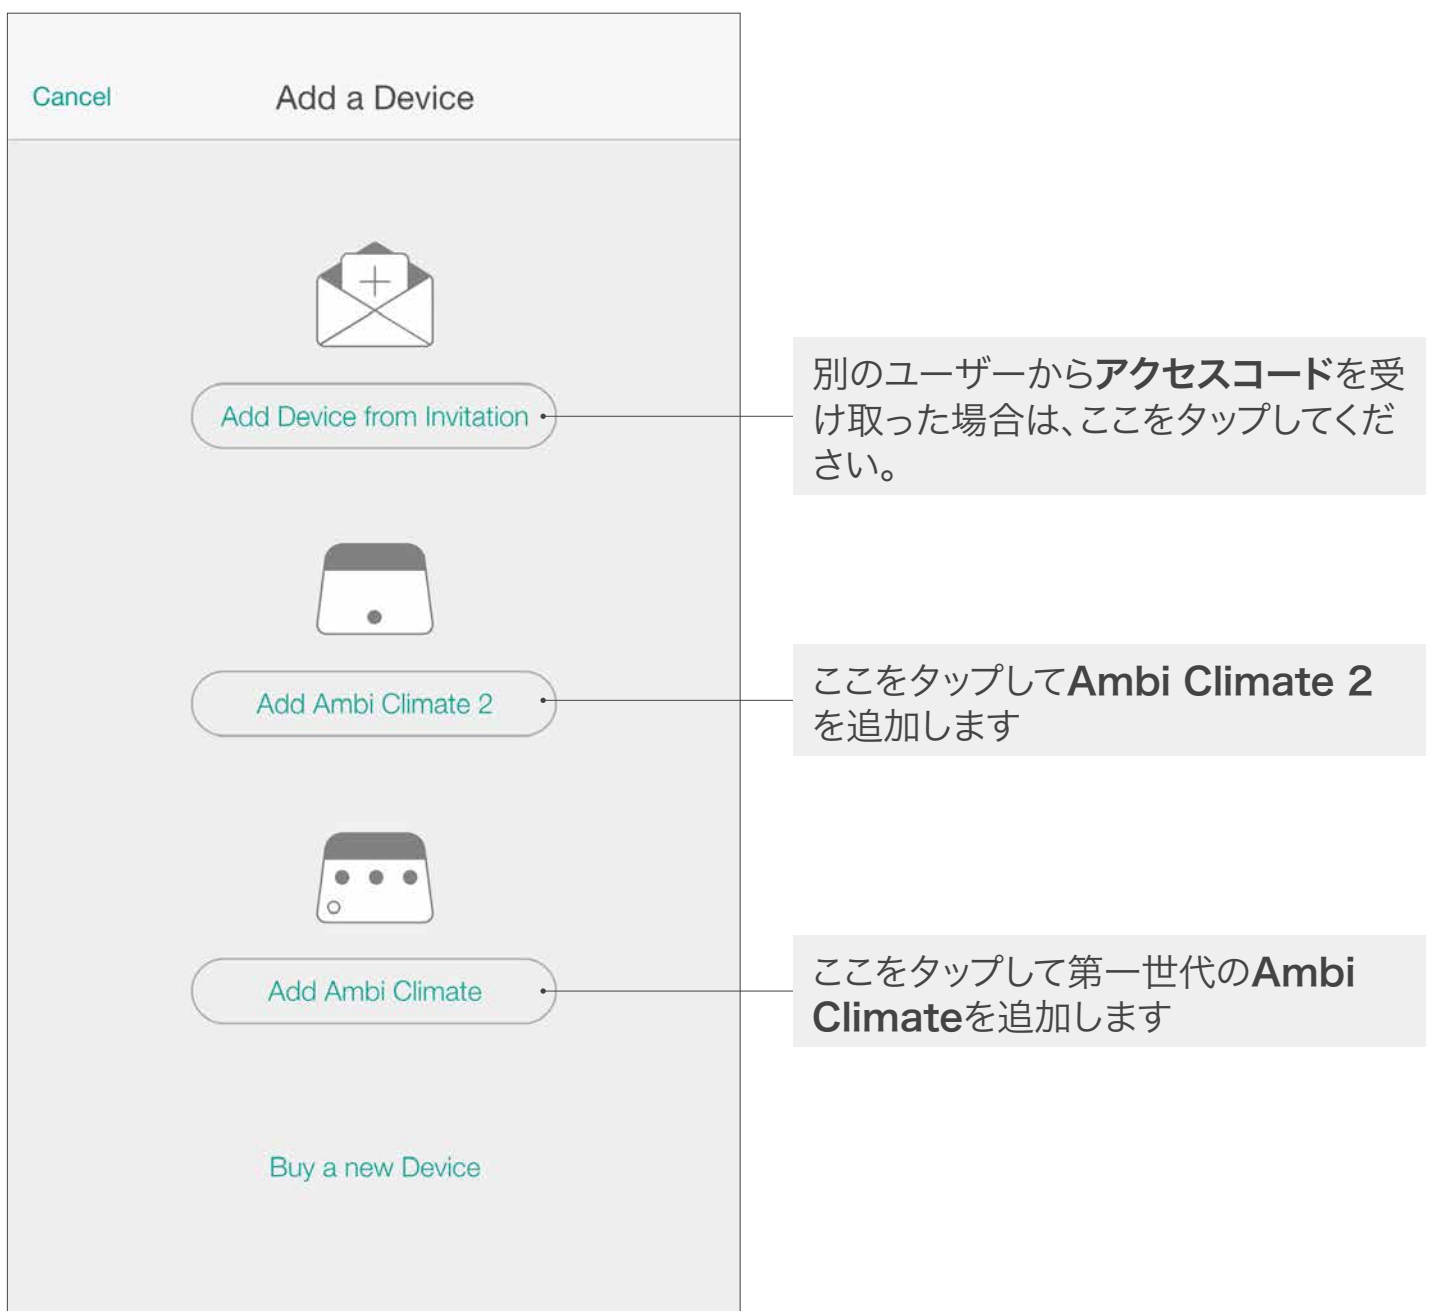 Cancel
Add a Device
Add Device from Invitation
別のユーザーからアクセスコードを受
け取った場合は、ここをタップしてくだ
さい。
Add Ambi Climate 2
ここをタップしてAmbi Climate 2
を追加します
Add Ambi Climate
ここをタップして第一世代のAmbi
Climateを追加します
Buy a new Device